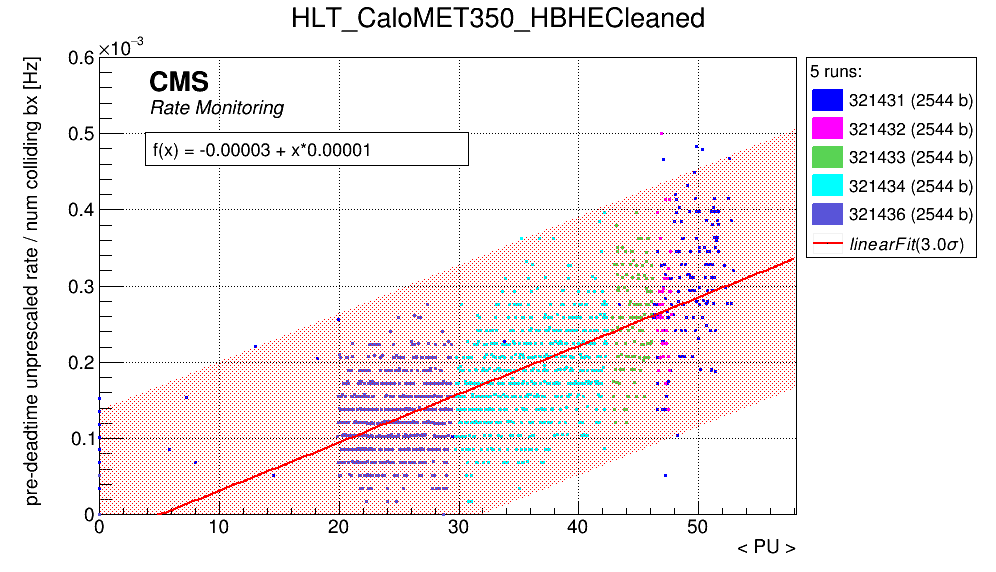 HLT_CaloMET350_HBHECleaned
×10⁻³
pre-deadtime unprescaled rate / num colliding bx [Hz]
0.6
0.5
0.4
0.3
0.2
0.1
0
CMS
Rate Monitoring
f(x) = -0.00003 + x*0.00001
0 10 20 30 40 50
< PU >
5 runs:
321431 (2544 b)
321432 (2544 b)
321433 (2544 b)
321434 (2544 b)
321436 (2544 b)
linearFit(3.0σ)